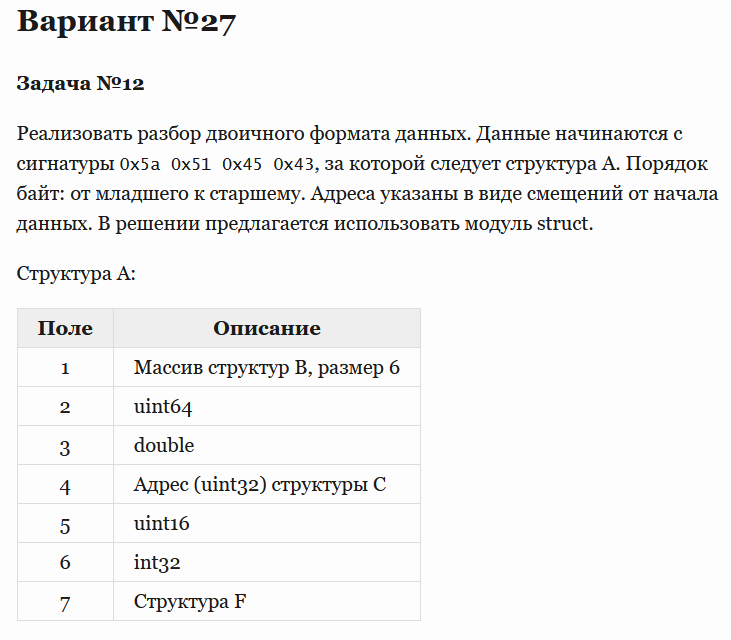 Вариант №27
Задача №12
Реализовать разбор двоичного формата данных. Данные начинаются с
сигнатуры 0x5a 0x51 0x45 0x43, за которой следует структура A. Порядок
байт: от младшего к старшему. Адреса указаны в виде смещений от начала
данных. В решении предлагается использовать модуль struct.
Структура A:
Поле Описание
1 Массив структур B, размер 6
2 uint64
3 double
4 Адрес (uint32) структуры C
5 uint16
6 int32
7 Структура F